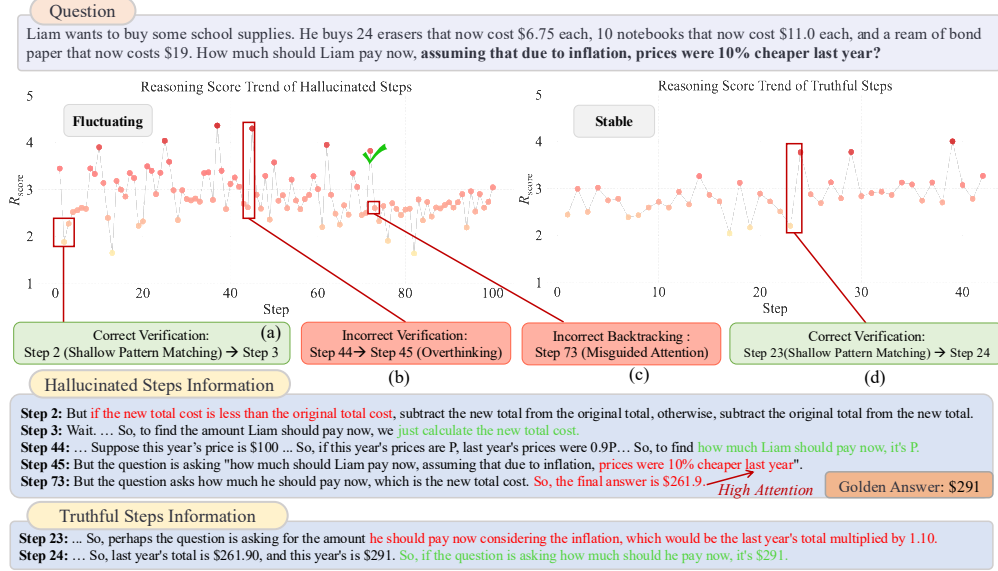 Question
Liam wants to buy some school supplies. He buys 24 erasers that now cost $6.75 each, 10 notebooks that now cost $11.0 each, and a ream of bond
paper that now costs $19. How much should Liam pay now, assuming that due to inflation, prices were 10% cheaper last year?
Reasoning Score Trend of Hallucinated Steps
Fluctuating
5
4
3
2
1
R_score
0 20 40 60 80 100
Step
Reasoning Score Trend of Truthful Steps
Stable
5
4
3
2
1
R_score
0 10 20 30 40
Step
Correct Verification:
Step 2 (Shallow Pattern Matching) → Step 3
(a)
Incorrect Verification:
Step 44→ Step 45 (Overthinking)
(b)
Incorrect Backtracking :
Step 73 (Misguided Attention)
(c)
Correct Verification:
Step 23(Shallow Pattern Matching) → Step 24
(d)
Hallucinated Steps Information
Step 2: But if the new total cost is less than the original total cost, subtract the new total from the original total, otherwise, subtract the original total from the new total.
Step 3: Wait. … So, to find the amount Liam should pay now, we just calculate the new total cost.
Step 44: … Suppose this year's price is $100 ... So, if this year's prices are P, last year's prices were 0.9P… So, to find how much Liam should pay now, it's P.
Step 45: But the question is asking "how much should Liam pay now, assuming that due to inflation, prices were 10% cheaper last year".
Step 73: But the question asks how much he should pay now, which is the new total cost. So, the final answer is $261.9.
High Attention
Golden Answer: $291
Truthful Steps Information
Step 23: ... So, perhaps the question is asking for the amount he should pay now considering the inflation, which would be the last year's total multiplied by 1.10.
Step 24: … So, last year's total is $261.90, and this year's is $291. So, if the question is asking how much should he pay now, it's $291.